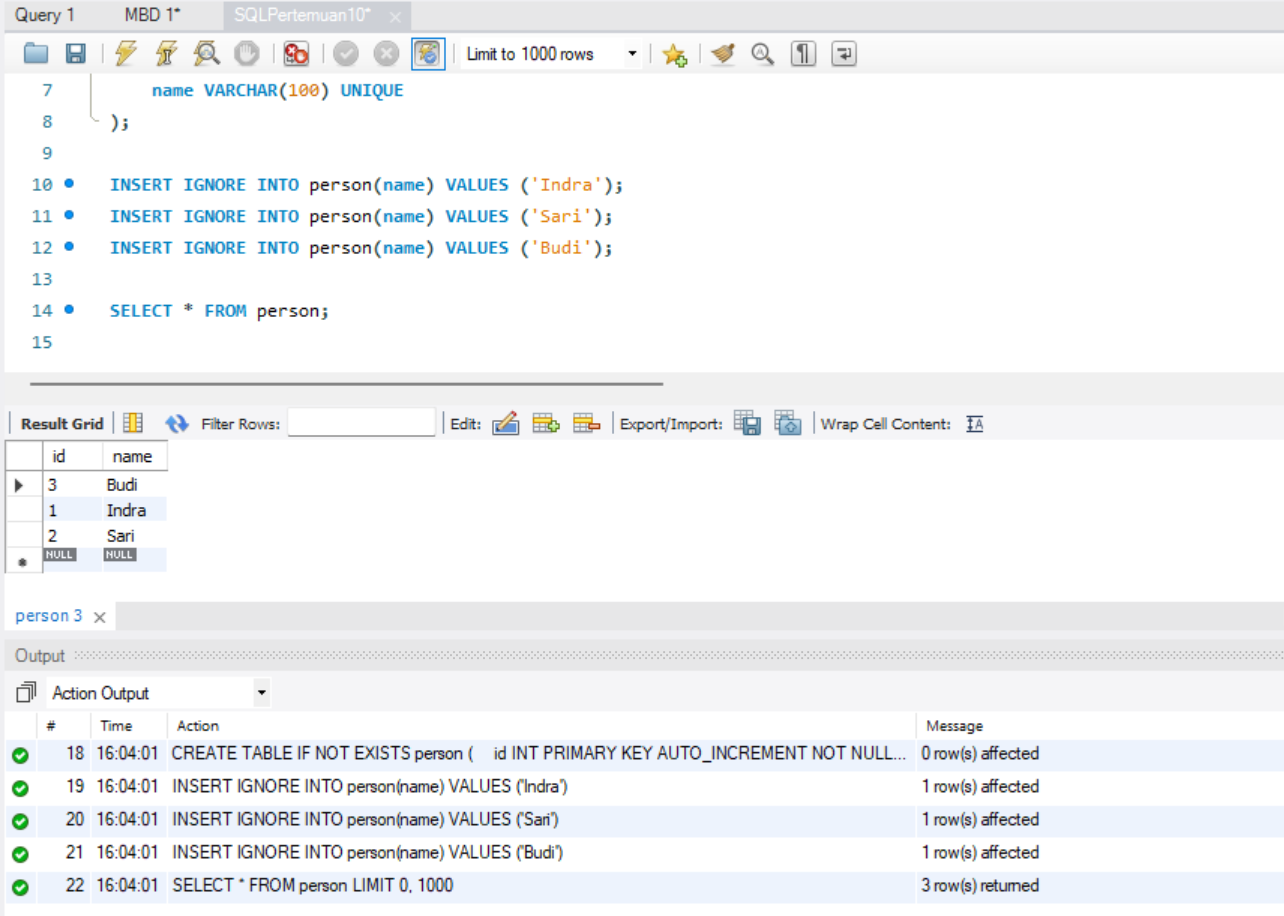 Query 1 MBD 1* SQLPertemuan10*
Limit to 1000 rows
7 name VARCHAR(100) UNIQUE
8 );
9
10 INSERT IGNORE INTO person(name) VALUES ('Indra');
11 INSERT IGNORE INTO person(name) VALUES ('Sari');
12 INSERT IGNORE INTO person(name) VALUES ('Budi');
13
14 SELECT * FROM person;
15
Result Grid Filter Rows: Edit: Export/Import: Wrap Cell Content:
id name
3 Budi
1 Indra
2 Sari
NULL NULL
person 3
Output
Action Output
# Time Action Message
18 16:04:01 CREATE TABLE IF NOT EXISTS person ( id INT PRIMARY KEY AUTO_INCREMENT NOT NULL... 0 row(s) affected
19 16:04:01 INSERT IGNORE INTO person(name) VALUES ('Indra') 1 row(s) affected
20 16:04:01 INSERT IGNORE INTO person(name) VALUES ('Sari') 1 row(s) affected
21 16:04:01 INSERT IGNORE INTO person(name) VALUES ('Budi') 1 row(s) affected
22 16:04:01 SELECT * FROM person LIMIT 0, 1000 3 row(s) returned